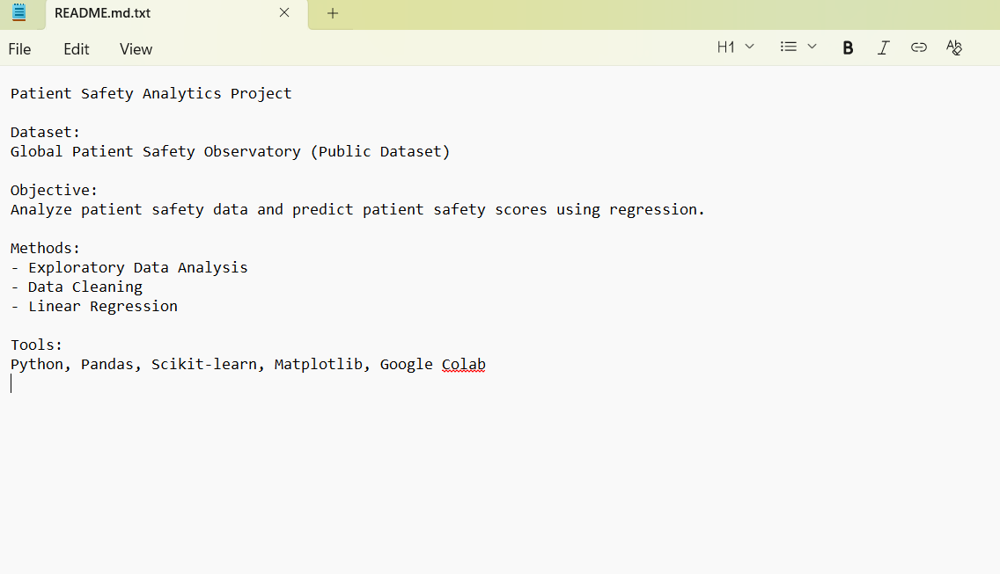 README.md.txt
File Edit View H1 B I
Patient Safety Analytics Project
Dataset:
Global Patient Safety Observatory (Public Dataset)
Objective:
Analyze patient safety data and predict patient safety scores using regression.
Methods:
- Exploratory Data Analysis
- Data Cleaning
- Linear Regression
Tools:
Python, Pandas, Scikit-learn, Matplotlib, Google Colab